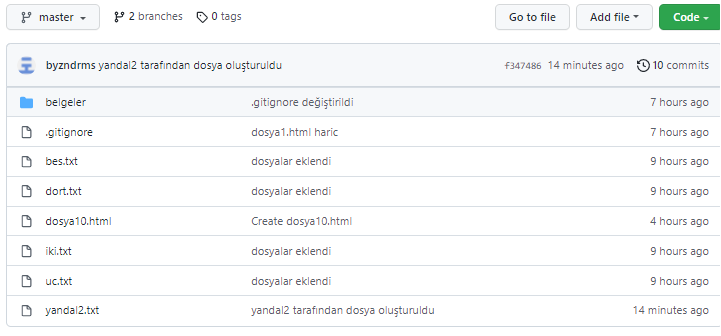 master 2 branches 0 tags Go to file Add file Code
byzndrms yandal2 tarafından dosya oluşturuldu f347486 14 minutes ago 10 commits
belgeler .gitignore değiştirildi 7 hours ago
.gitignore dosya1.html haric 7 hours ago
bes.txt dosyalar eklendi 9 hours ago
dort.txt dosyalar eklendi 9 hours ago
dosya10.html Create dosya10.html 4 hours ago
iki.txt dosyalar eklendi 9 hours ago
uc.txt dosyalar eklendi 9 hours ago
yandal2.txt yandal2 tarafından dosya oluşturuldu 14 minutes ago